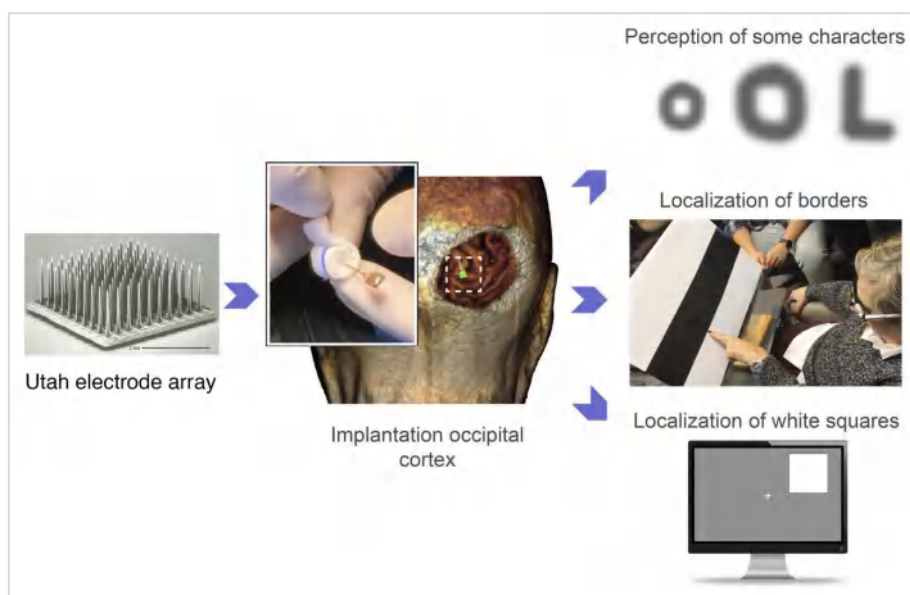 Perception of some characters
o O L
Localization of borders
Utah electrode array
Implantation occipital
cortex
Localization of white squares